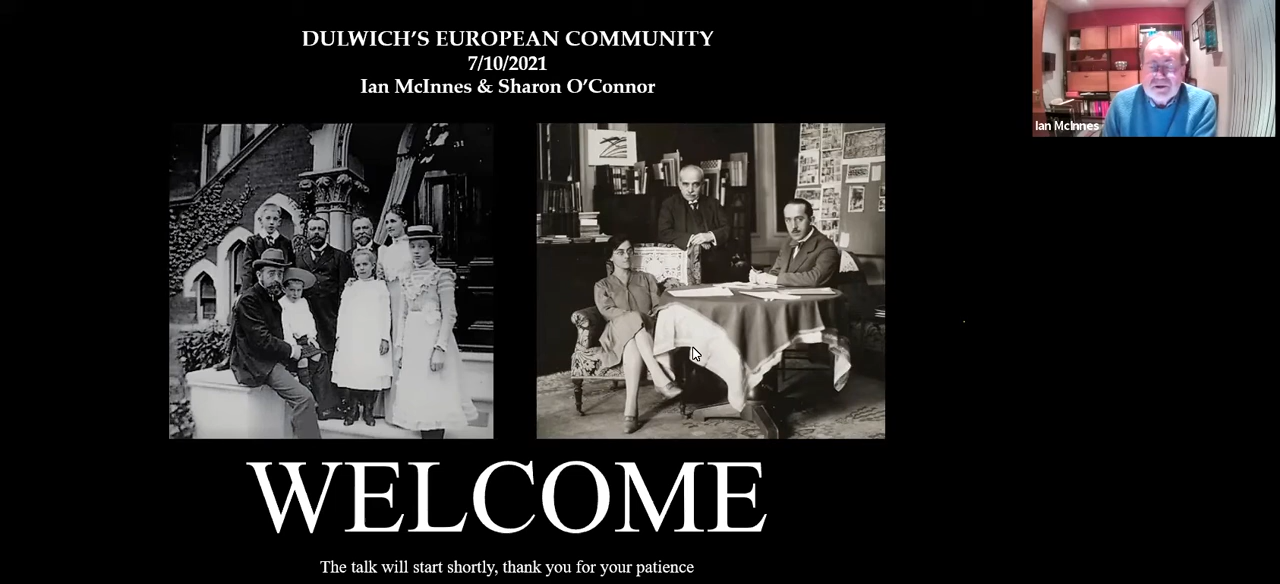 DULWICH'S EUROPEAN COMMUNITY
7/10/2021
Ian McInnes & Sharon O'Connor
Ian McInnes
WELCOME
The talk will start shortly, thank you for your patience